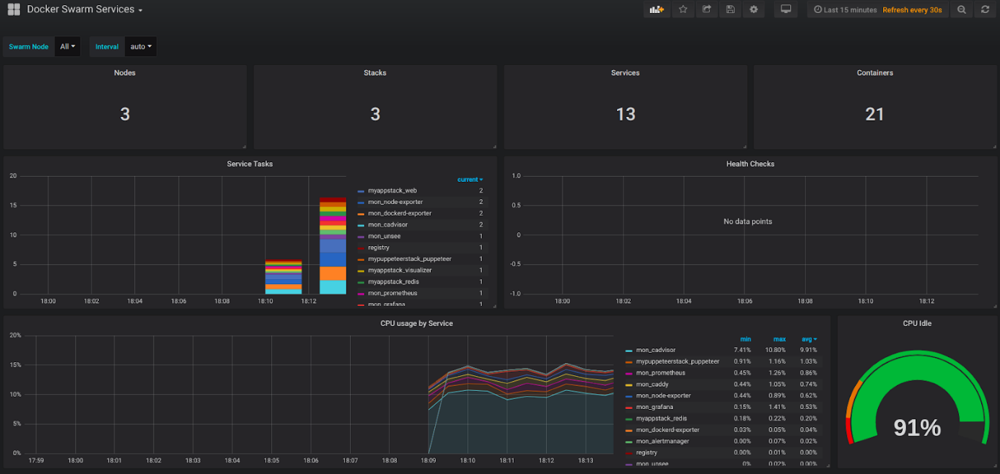 Docker Swarm Services
Last 15 minutes Refresh every 30s
Swarm Node All Interval auto
Nodes Stacks Services Containers
3 3 13 21
Service Tasks
20
15
10
5
0
18:00 18:02 18:04 18:06 18:08 18:10 18:12
current
myappstack_web 2
mon_node-exporter 2
mon_dockerd-exporter 2
mon_cadvisor 2
mon_unsee 1
registry 1
mypuppeteerstack_puppeteer 1
myappstack_visualizer 1
myappstack_redis 1
mon_prometheus 1
mon_grafana 1
Health Checks
1.0
0.5
0
-0.5
-1.0
No data points
18:00 18:02 18:04 18:06 18:08 18:10 18:12
CPU usage by Service
20%
15%
10%
5%
0%
17:59 18:00 18:01 18:02 18:03 18:04 18:05 18:06 18:07 18:08 18:09 18:10 18:11 18:12 18:13
min max avg
mon_cadvisor 7.41% 10.80% 9.91%
mypuppeteerstack_puppeteer 0.91% 1.16% 1.03%
mon_prometheus 0.45% 1.26% 0.86%
mon_caddy 0.44% 1.05% 0.74%
mon_node-exporter 0.44% 0.89% 0.62%
mon_grafana 0.15% 1.41% 0.53%
myappstack_redis 0.18% 0.22% 0.20%
mon_dockerd-exporter 0.03% 0.05% 0.04%
mon_alertmanager 0.00% 0.07% 0.02%
registry 0.00% 0.01% 0.00%
mon_unsee 0% 0.02% 0.00%
CPU Idle
91%